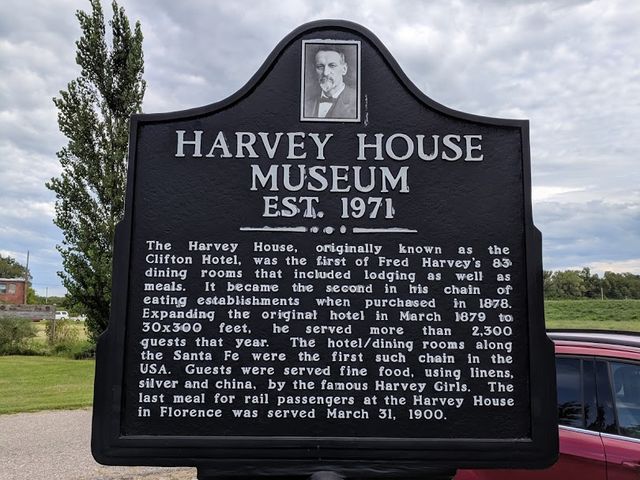 HARVEY HOUSE
MUSEUM
EST. 1971
The Harvey House, originally known as the
Clifton Hotel, was the first of Fred Harvey's 83
dining rooms that included lodging as well as
meals. It became the second in his chain of
eating establishments when purchased in 1878.
Expanding the original hotel in March 1879 to
30x300 feet, he served more than 2,300
guests that year. The hotel/dining rooms along
the Santa Fe were the first such chain in the
USA. Guests were served fine food, using linens,
silver and china, by the famous Harvey Girls. The
last meal for rail passengers at the Harvey House
in Florence was served March 31, 1900.